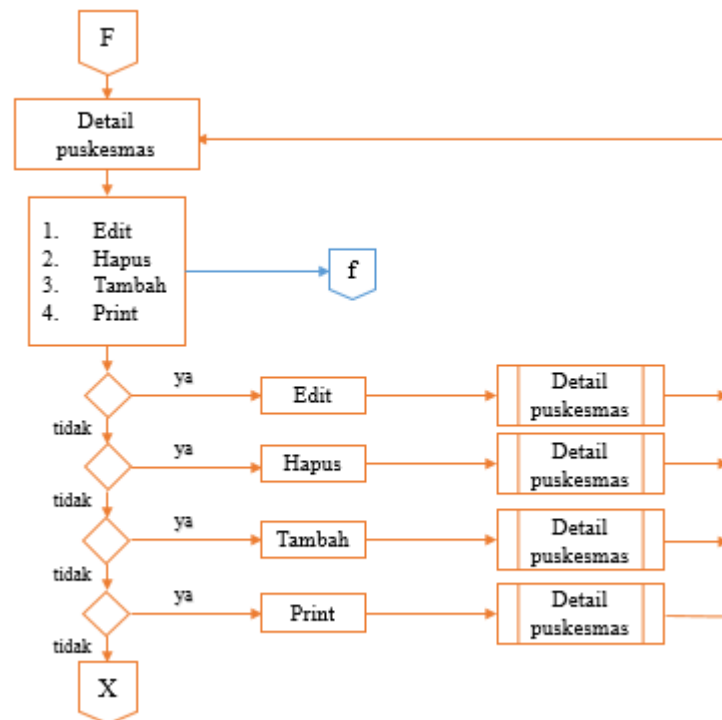 F
Detail
puskesmas
1. Edit
2. Hapus
3. Tambah
4. Print
f
ya
Edit
Detail
puskesmas
tidak
ya
Hapus
Detail
puskesmas
tidak
ya
Tambah
Detail
puskesmas
tidak
ya
Print
Detail
puskesmas
tidak
X